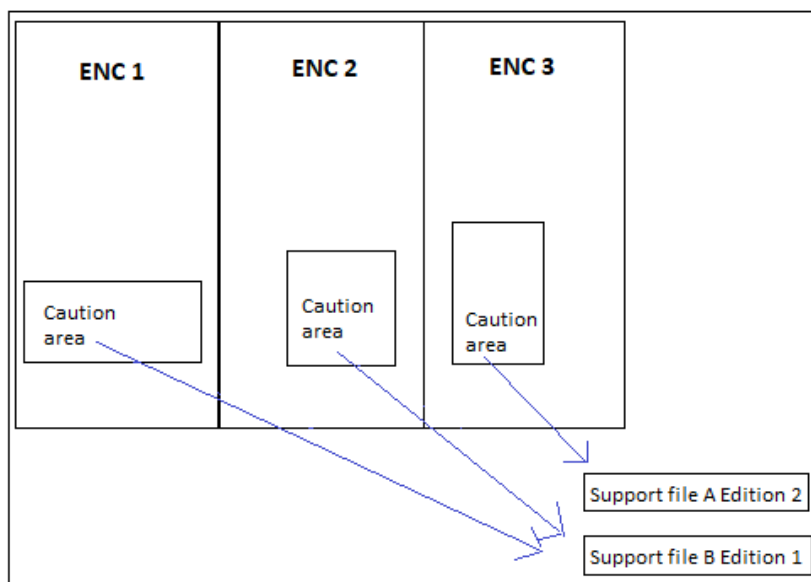 ENC 1
ENC 2
ENC 3
Caution
area
Caution
area
Caution
area
Support file A Edition 2
Support file B Edition 1